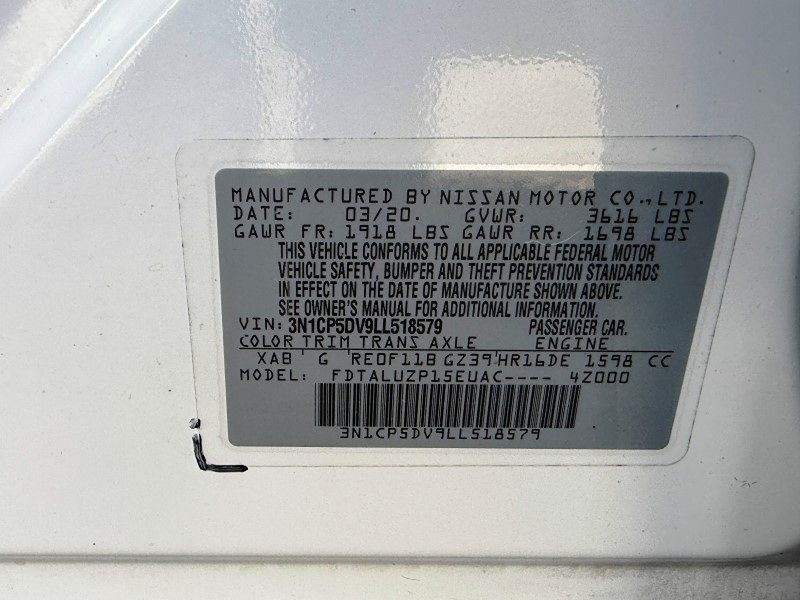 MANUFACTURED BY NISSAN MOTOR CO., LTD.
DATE: 03/20. GVWR: 3616 LBS
GAWR FR: 1918 LBS GAWR RR: 1698 LBS
THIS VEHICLE CONFORMS TO ALL APPLICABLE FEDERAL MOTOR
VEHICLE SAFETY, BUMPER AND THEFT PREVENTION STANDARDS
IN EFFECT ON THE DATE OF MANUFACTURE SHOWN ABOVE.
SEE OWNER'S MANUAL FOR ADDITIONAL INFORMATION.
VIN: 3N1CP5DV9LL518579 PASSENGER CAR.
COLOR TRIM TRANS AXLE ENGINE
XAB G RE0F11B GZ39 HR16DE 1598 CC
MODEL: FDTALUZP15EUAC---- 4Z000
3N1CP5DV9LL518579